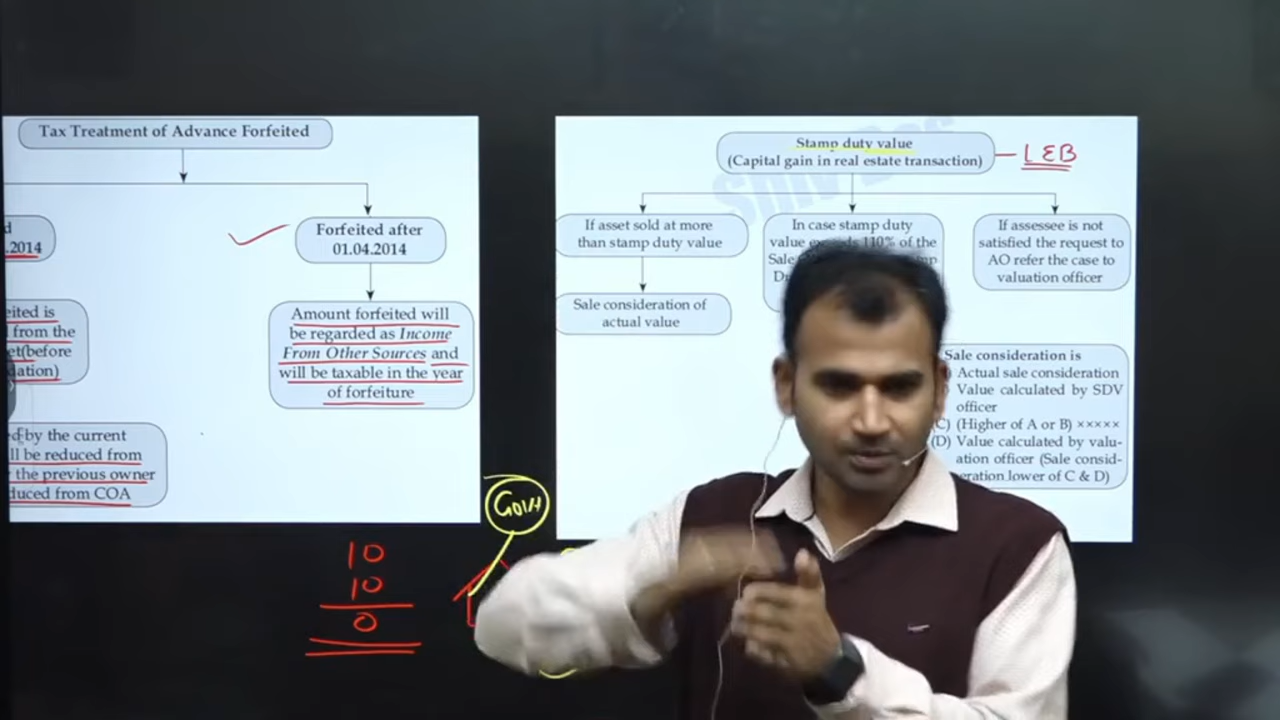 Tax Treatment of Advance Forfeited
.2014
Forfeited after
01.04.2014
eited is
from the
et(before
dation)
Amount forfeited will
be regarded as Income
From Other Sources and
will be taxable in the year
of forfeiture
by the current
ll be reduced from
the previous owner
duced from COA
10
10
0
Stamp duty value
(Capital gain in real estate transaction)
If asset sold at more
than stamp duty value
Sale consideration of
actual value
In case stamp duty
value 110% of the
Sale
If assessee is not
satisfied the request to
AO refer the case to
valuation officer
Sale consideration is
Actual sale consideration
Value calculated by SDV
officer
C) (Higher of A or B) ×××××
(D) Value calculated by valu-
ation officer (Sale consid-
eration lower of C & D)